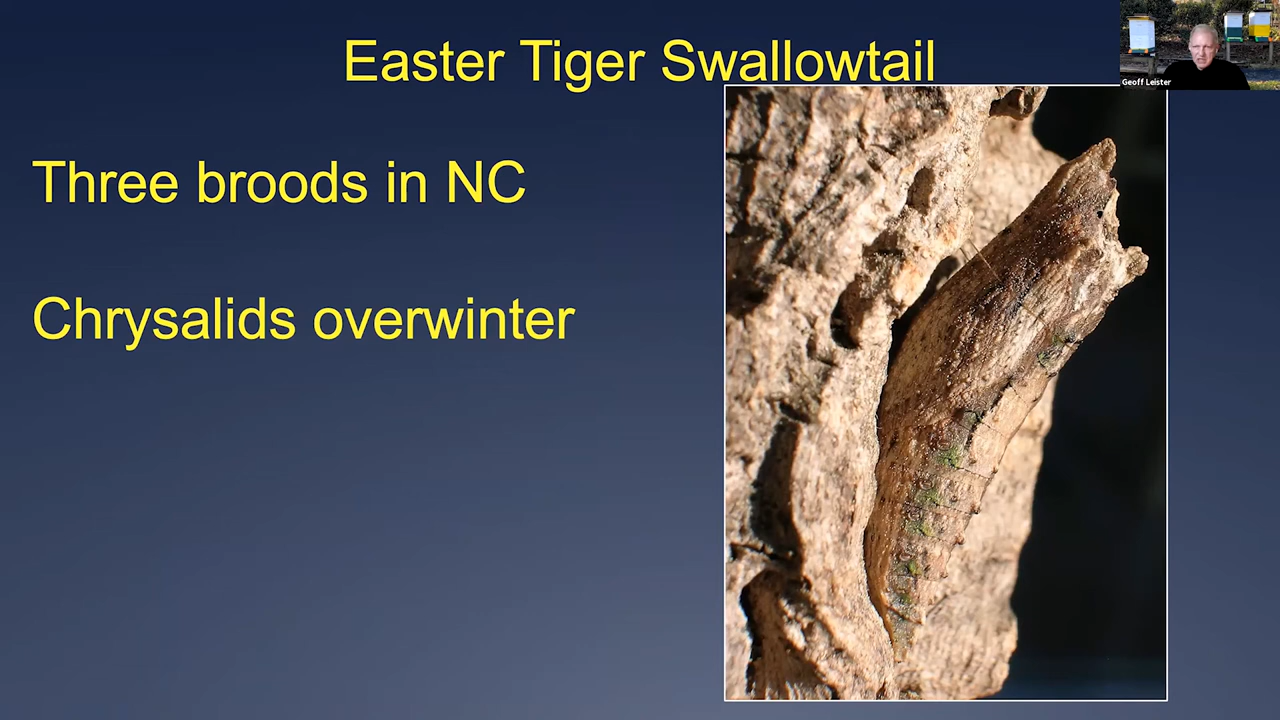 Easter Tiger Swallowtail
Geoff Leister
Three broods in NC
Chrysalids overwinter